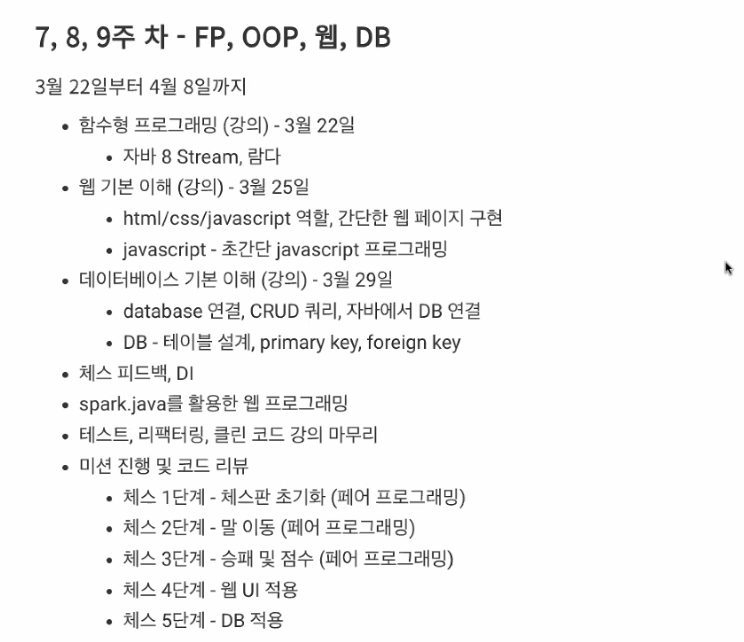 7, 8, 9주 차 - FP, OOP, 웹, DB
3월 22일부터 4월 8일까지
함수형 프로그래밍 (강의) - 3월 22일
자바 8 Stream, 람다
웹 기본 이해 (강의) - 3월 25일
html/css/javascript 역할, 간단한 웹 페이지 구현
javascript - 초간단 javascript 프로그래밍
데이터베이스 기본 이해 (강의) - 3월 29일
database 연결, CRUD 쿼리, 자바에서 DB 연결
DB - 테이블 설계, primary key, foreign key
체스 피드백, DI
spark.java를 활용한 웹 프로그래밍
테스트, 리팩터링, 클린 코드 강의 마무리
미션 진행 및 코드 리뷰
체스 1단계 - 체스판 초기화 (페어 프로그래밍)
체스 2단계 - 말 이동 (페어 프로그래밍)
체스 3단계 - 승패 및 점수 (페어 프로그래밍)
체스 4단계 - 웹 UI 적용
체스 5단계 - DB 적용